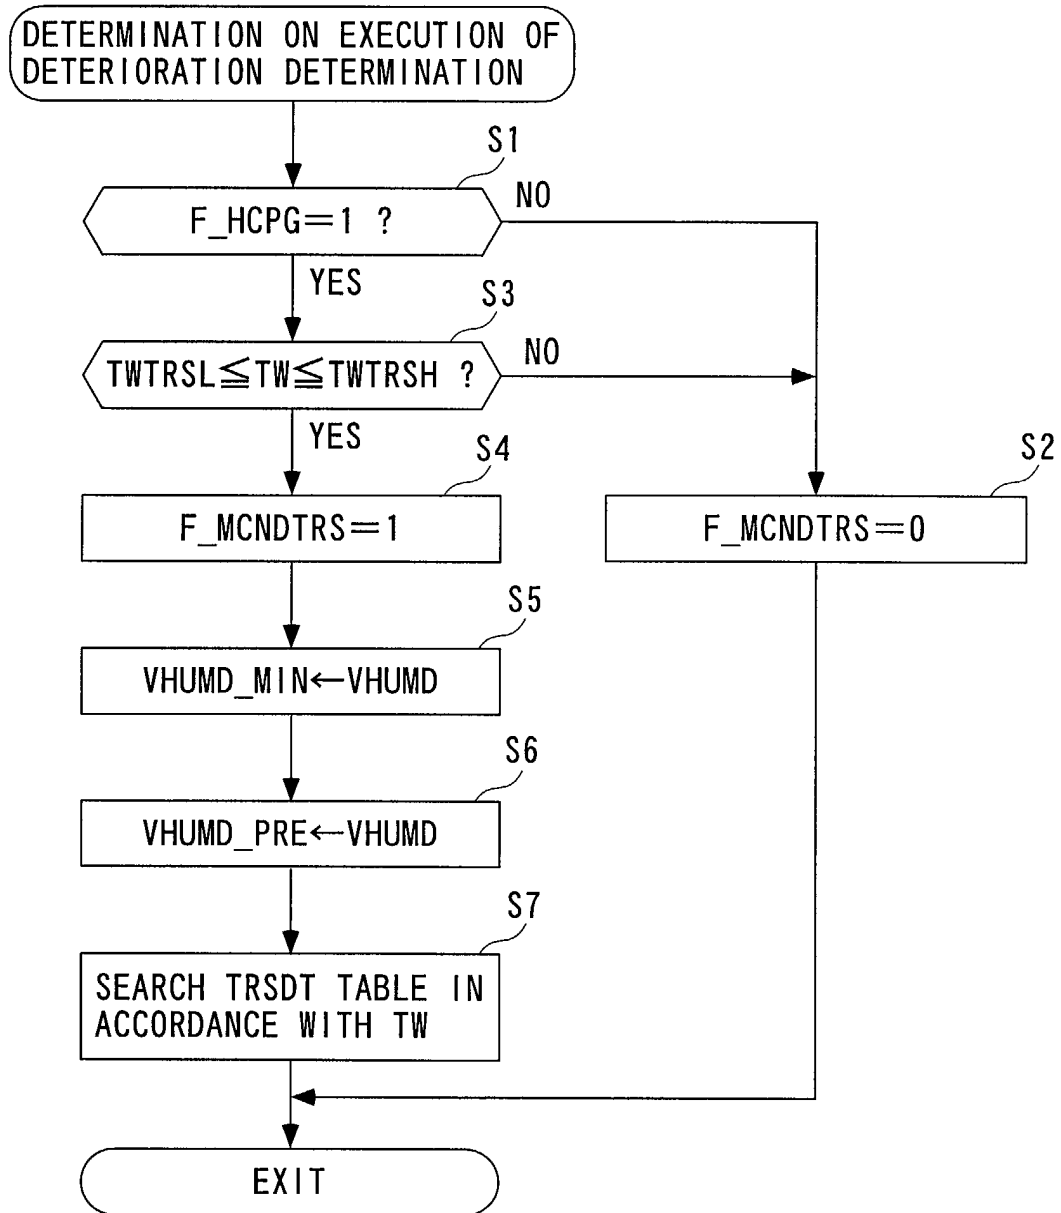 DETERMINATION ON EXECUTION OF
DETERIORATION DETERMINATION
S1
F_HCPG=1 ?
NO
YES
S3
TWTRSL≦TW≦TWTRSH ?
NO
YES
S4
F_MCNDTRS=1
S2
F_MCNDTRS=0
S5
VHUMD_MIN←VHUMD
S6
VHUMD_PRE←VHUMD
S7
SEARCH TRSDT TABLE IN
ACCORDANCE WITH TW
EXIT